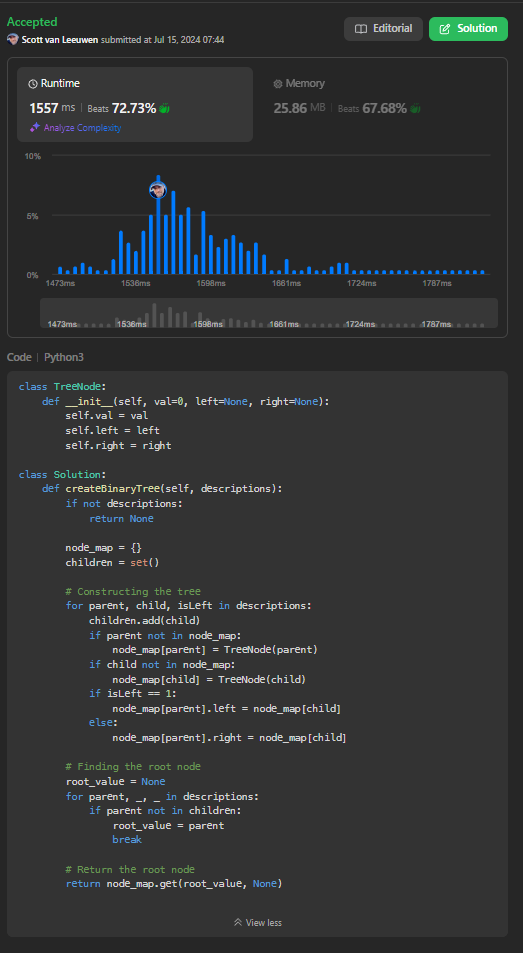 Accepted
Editorial
Solution
Scott van Leeuwen submitted at Jul 15, 2024 07:44
Runtime
1557 ms | Beats 72.73%
Analyze Complexity
Memory
25.86 MB | Beats 67.68%
10%
5%
0%
1473ms 1536ms 1598ms 1661ms 1724ms 1787ms
1473ms 1536ms 1598ms 1661ms 1724ms 1787ms
Code | Python3
class TreeNode:
    def __init__(self, val=0, left=None, right=None):
        self.val = val
        self.left = left
        self.right = right
class Solution:
    def createBinaryTree(self, descriptions):
        if not descriptions:
            return None
        node_map = {}
        children = set()
        # Constructing the tree
        for parent, child, isLeft in descriptions:
            children.add(child)
            if parent not in node_map:
                node_map[parent] = TreeNode(parent)
            if child not in node_map:
                node_map[child] = TreeNode(child)
            if isLeft == 1:
                node_map[parent].left = node_map[child]
            else:
                node_map[parent].right = node_map[child]
        # Finding the root node
        root_value = None
        for parent, _, _ in descriptions:
            if parent not in children:
                root_value = parent
                break
        # Return the root node
        return node_map.get(root_value, None)
View less